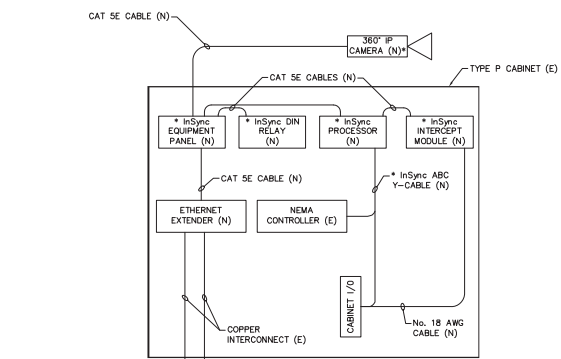 CAT 5E CABLE (N)
360° IP
CAMERA (N)*
TYPE P CABINET (E)
CAT 5E CABLES (N)
* InSync
EQUIPMENT
PANEL (N)
* InSync DIN
RELAY
(N)
* InSync
PROCESSOR
(N)
* InSync
INTERCEPT
MODULE (N)
CAT 5E CABLE (N)
* InSync ABC
Y-CABLE (N)
ETHERNET
EXTENDER (N)
NEMA
CONTROLLER (E)
CABINET I/O
COPPER
INTERCONNECT (E)
No. 18 AWG
CABLE (N)